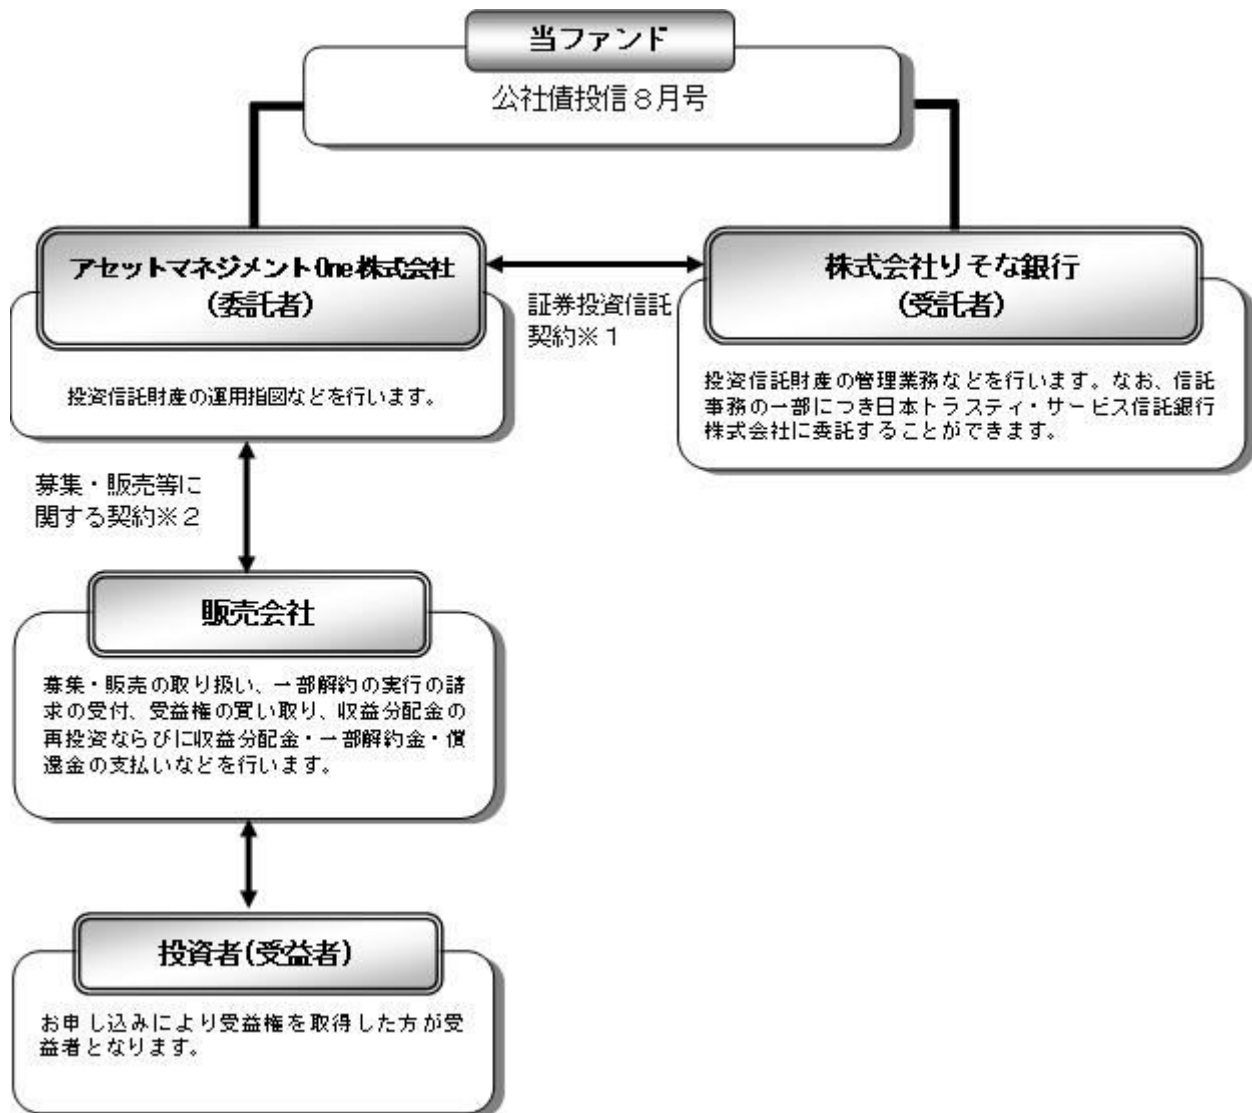 当ファンド
公社債投信８月号
アセットマネジメントOne株式会社
(委託者)
投資信託財産の運用指図などを行います。
証券投資信託
契約※１
株式会社りそな銀行
(受託者)
投資信託財産の管理業務などを行います。なお、信託
事務の一部につき日本トラスティ・サービス信託銀行
株式会社に委託することができます。
募集・販売等に
関する契約※２
販売会社
募集・販売の取り扱い、一部解約の実行の請
求の受付、受益権の買い取り、収益分配金の
再投資ならびに収益分配金・一部解約金・償
還金の支払いなどを行います。
投資者(受益者)
お申し込みにより受益権を取得した方が受
益者となります。